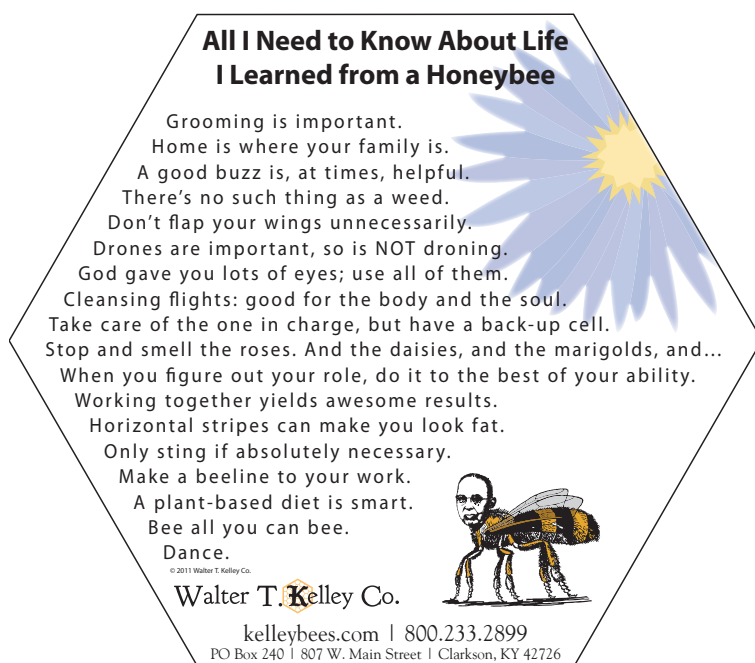 All I Need to Know About Life
I Learned from a Honeybee
Grooming is important.
Home is where your family is.
A good buzz is, at times, helpful.
There’s no such thing as a weed.
Don’t flap your wings unnecessarily.
Drones are important, so is NOT droning.
God gave you lots of eyes; use all of them.
Cleansing flights: good for the body and the soul.
Take care of the one in charge, but have a back-up cell.
Stop and smell the roses. And the daisies, and the marigolds, and...
When you figure out your role, do it to the best of your ability.
Working together yields awesome results.
Horizontal stripes can make you look fat.
Only sting if absolutely necessary.
Make a beeline to your work.
A plant-based diet is smart.
Bee all you can bee.
Dance.
© 2011 Walter T. Kelley Co.
Walter T. Kelley Co.
kelleybees.com | 800.233.2899
PO Box 240 | 807 W. Main Street | Clarkson, KY 42726